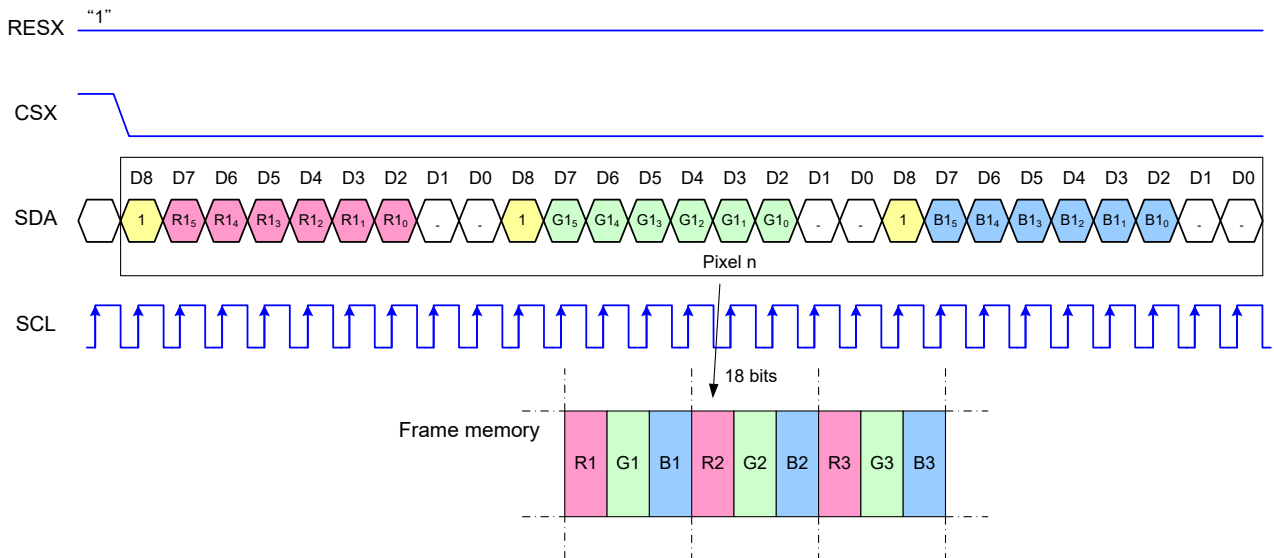 RESX “1”
CSX
D8 D7 D6 D5 D4 D3 D2 D1 D0 D8 D7 D6 D5 D4 D3 D2 D1 D0 D8 D7 D6 D5 D4 D3 D2 D1 D0
SDA 1 R1₅ R1₄ R1₃ R1₂ R1₁ R1₀ - - 1 G1₅ G1₄ G1₃ G1₂ G1₁ G1₀ - - 1 B1₅ B1₄ B1₃ B1₂ B1₁ B1₀ - -
Pixel n
SCL
18 bits
Frame memory
R1 G1 B1 R2 G2 B2 R3 G3 B3